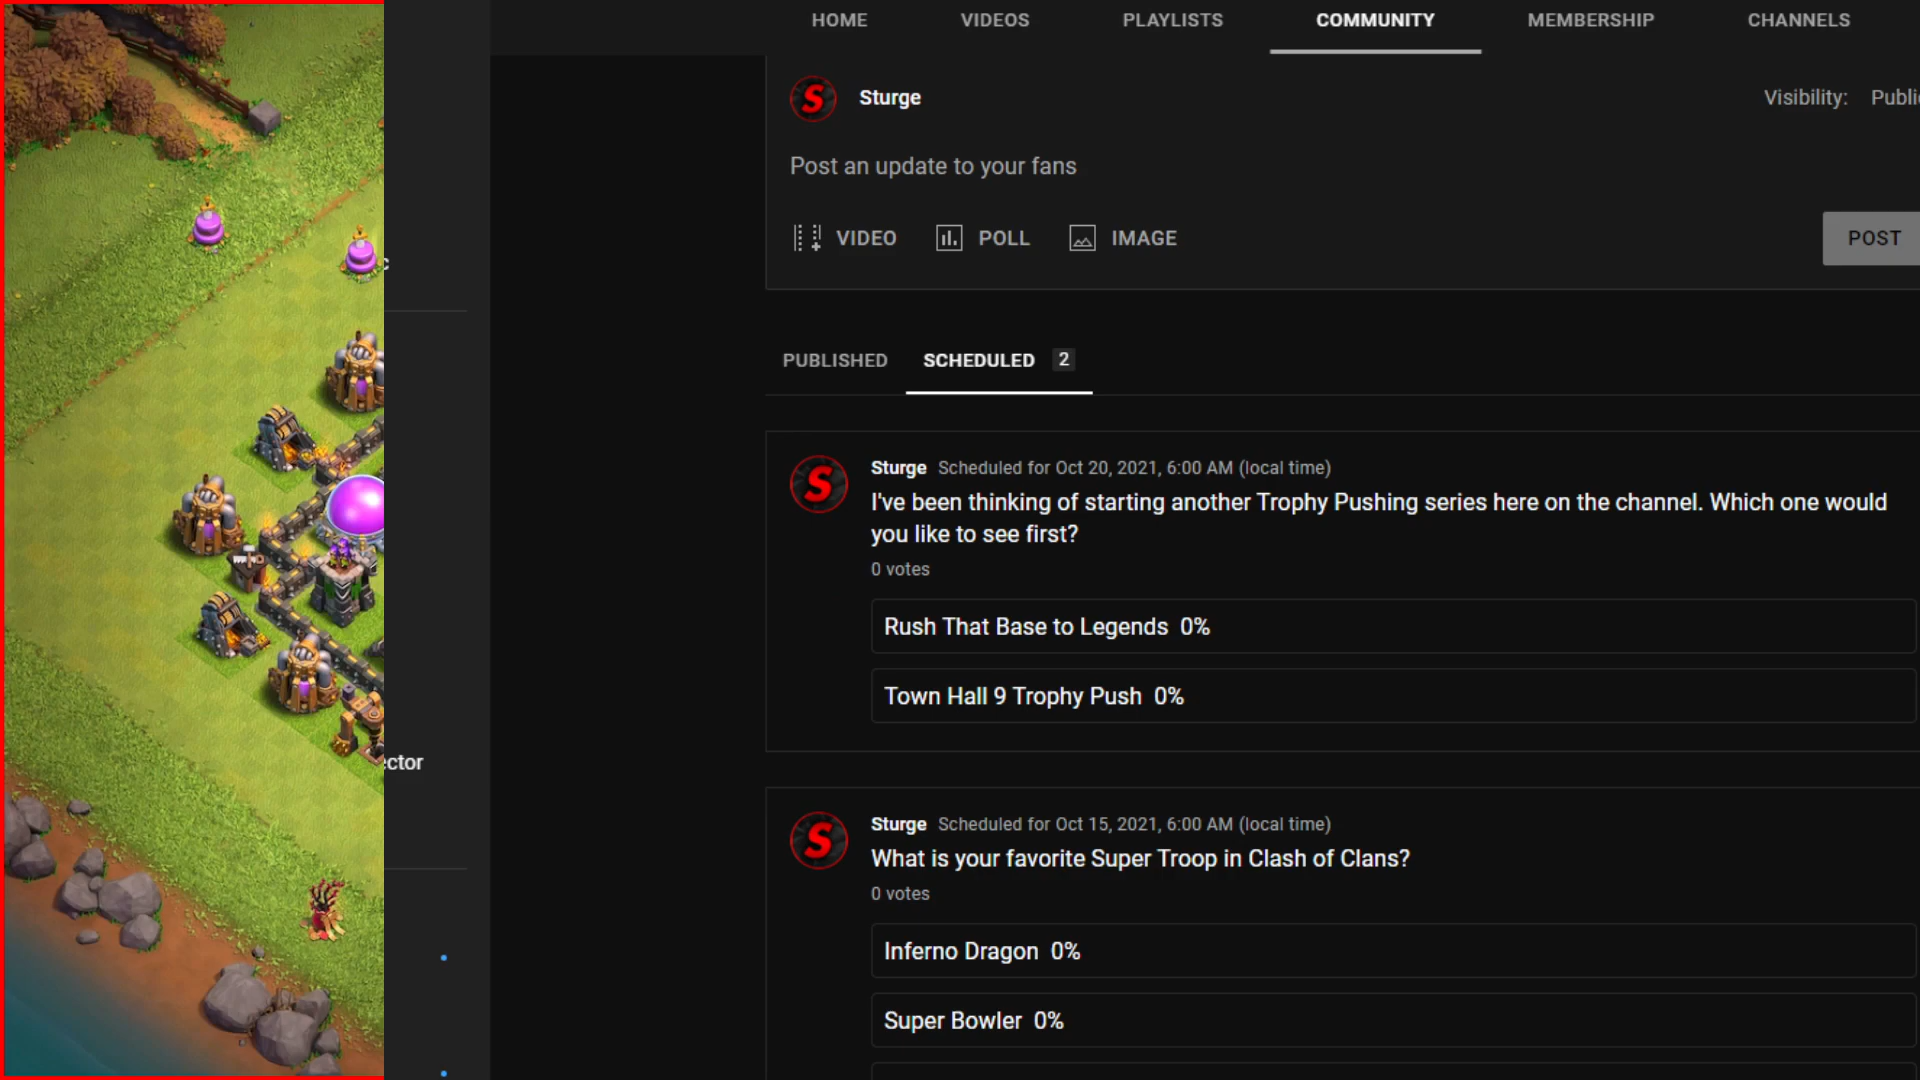 HOME VIDEOS PLAYLISTS COMMUNITY MEMBERSHIP CHANNELS
S Sturge Visibility: Public
Post an update to your fans
VIDEO POLL IMAGE POST
PUBLISHED SCHEDULED 2
S Sturge Scheduled for Oct 20, 2021, 6:00 AM (local time)
I've been thinking of starting another Trophy Pushing series here on the channel. Which one would
you like to see first?
0 votes
Rush That Base to Legends 0%
Town Hall 9 Trophy Push 0%
ctor
S Sturge Scheduled for Oct 15, 2021, 6:00 AM (local time)
What is your favorite Super Troop in Clash of Clans?
0 votes
Inferno Dragon 0%
Super Bowler 0%